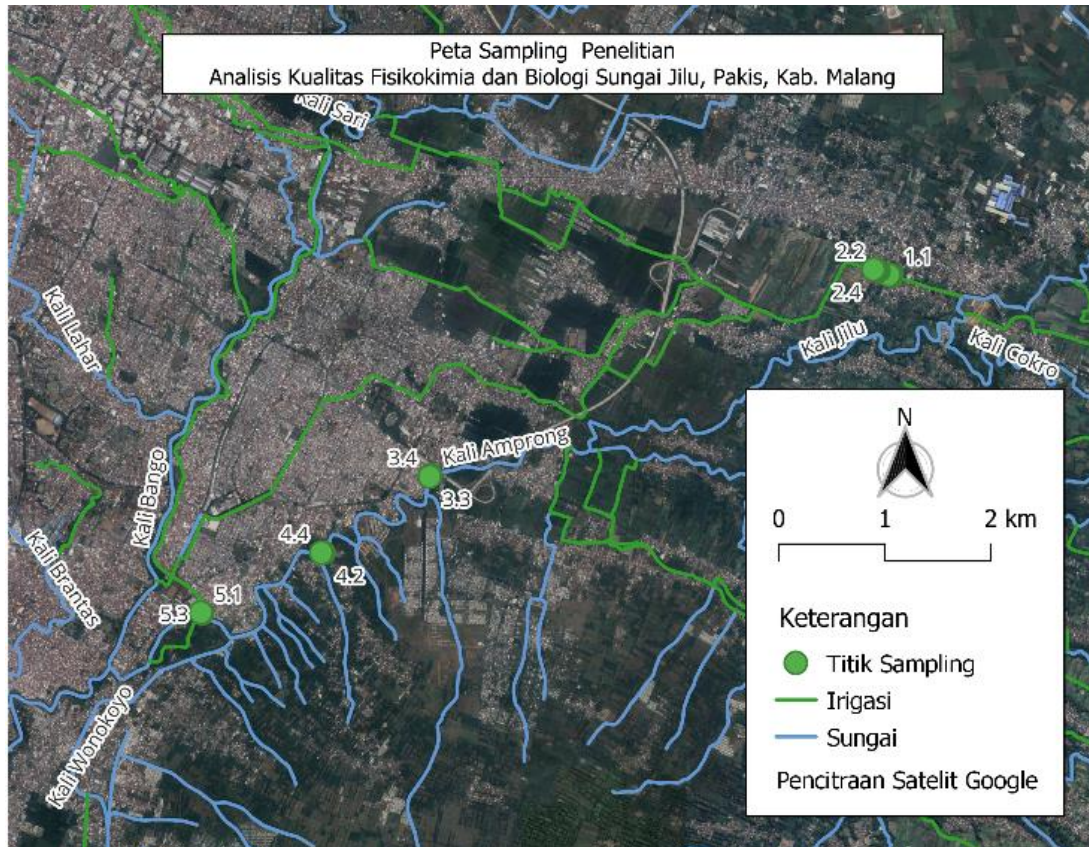 Peta Sampling Penelitian
Analisis Kualitas Fisikokimia dan Biologi Sungai Jilu, Pakis, Kab. Malang
Kali Sari
2.2
1.1
2.4
Kali Lahar
Kali Jilu
Kali Cokro
Kali Amprong
3.4
3.3
Kali Bango
4.4
4.2
Kali Brantas
5.1
5.3
Kali Wonokoyo
N
0 1 2 km
Keterangan
Titik Sampling
Irigasi
Sungai
Pencitraan Satelit Google